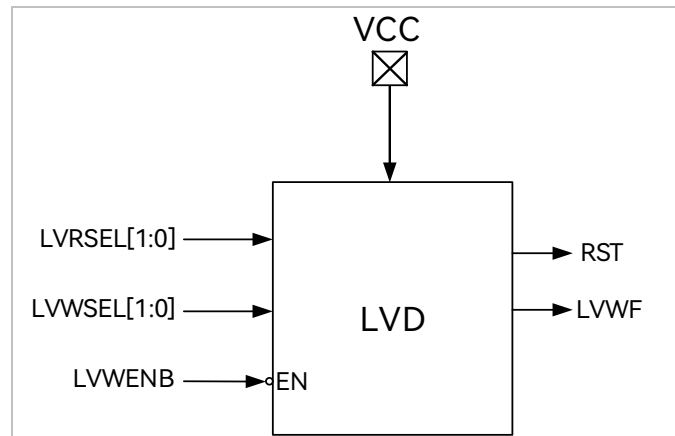 VCC
LVRSEL[1:0]
RST
LVWSEL[1:0]
LVD
LVWF
LVWENB
EN